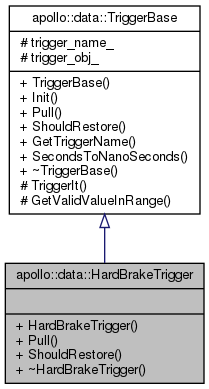 apollo::data::TriggerBase
# trigger_name_
# trigger_obj_
+ TriggerBase()
+ Init()
+ Pull()
+ ShouldRestore()
+ GetTriggerName()
+ SecondsToNanoSeconds()
+ ~TriggerBase()
# TriggerIt()
# GetValidValueInRange()
apollo::data::HardBrakeTrigger
+ HardBrakeTrigger()
+ Pull()
+ ShouldRestore()
+ ~HardBrakeTrigger()